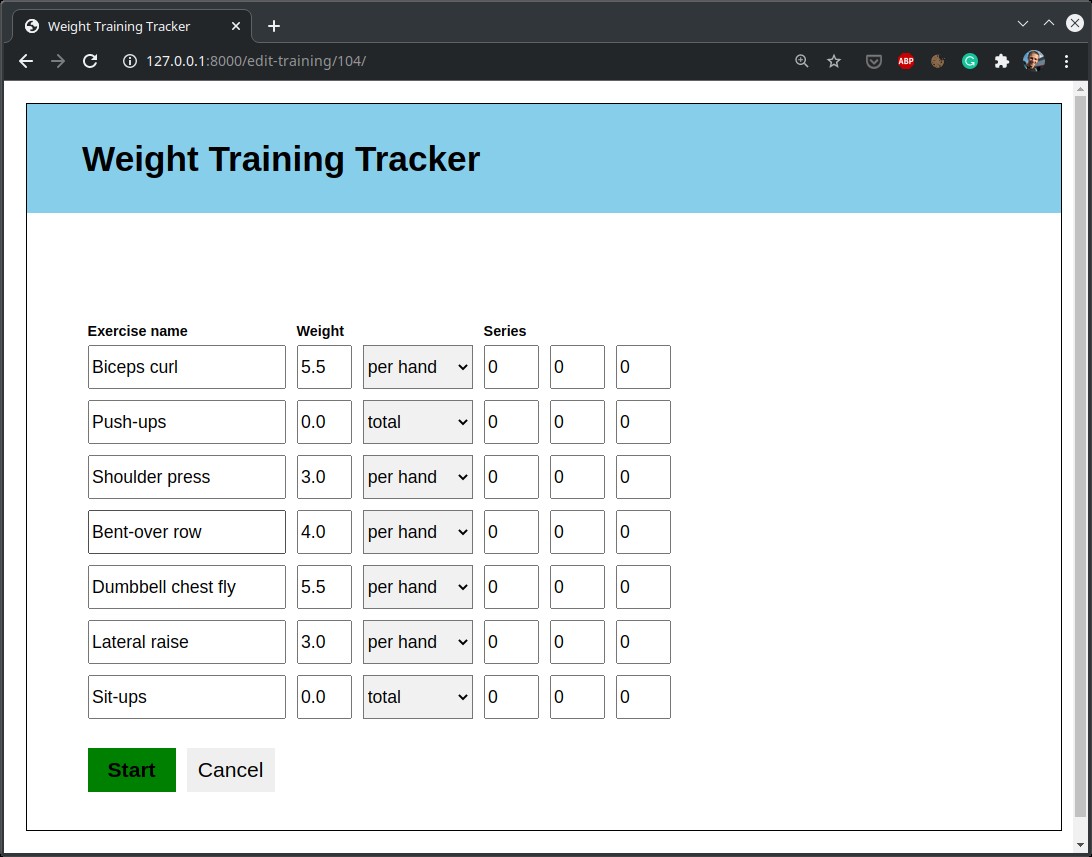 Weight Training Tracker
127.0.0.1:8000/edit-training/104/
ABP
Weight Training Tracker
Exercise name Weight Series
Biceps curl 5.5 per hand 0 0 0
Push-ups 0.0 total 0 0 0
Shoulder press 3.0 per hand 0 0 0
Bent-over row 4.0 per hand 0 0 0
Dumbbell chest fly 5.5 per hand 0 0 0
Lateral raise 3.0 per hand 0 0 0
Sit-ups 0.0 total 0 0 0
Start Cancel